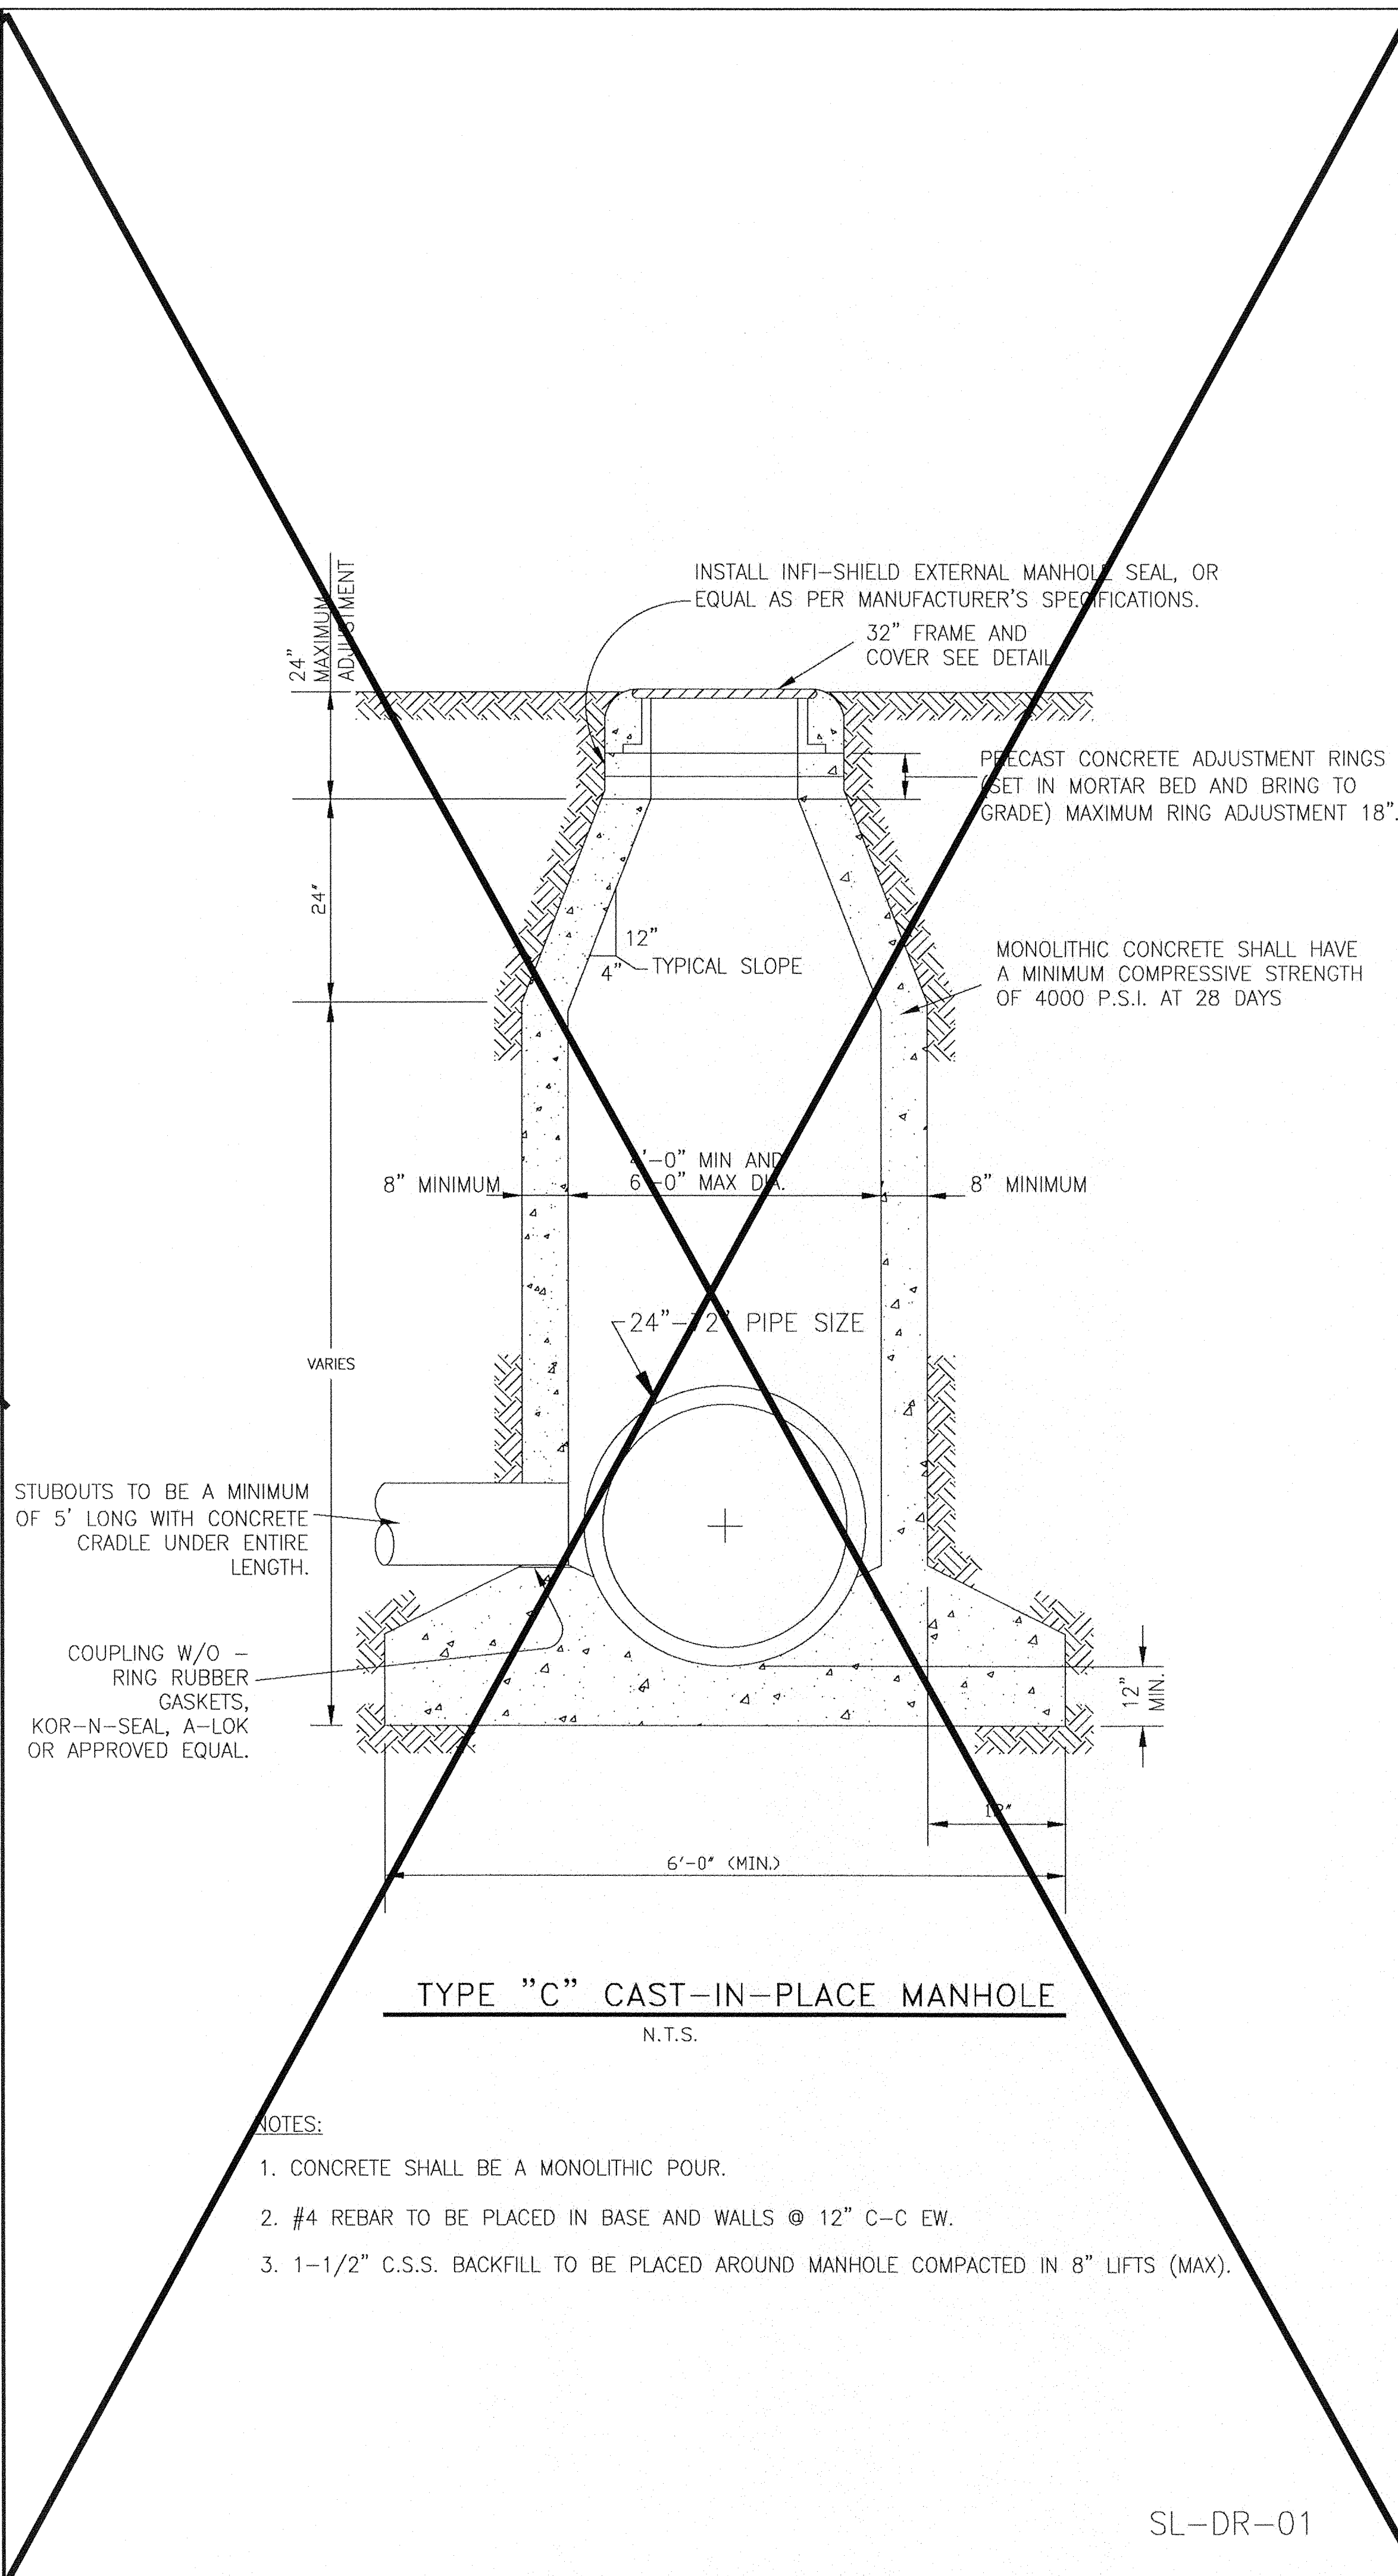 24"
MAXIMUM
ADJUSTMENT
INSTALL INFI-SHIELD EXTERNAL MANHOLE SEAL, OR
EQUAL AS PER MANUFACTURER'S SPECIFICATIONS.
32" FRAME AND
COVER SEE DETAIL
PRECAST CONCRETE ADJUSTMENT RINGS
(SET IN MORTAR BED AND BRING TO
GRADE) MAXIMUM RING ADJUSTMENT 18".
24"
12"
4"
TYPICAL SLOPE
MONOLITHIC CONCRETE SHALL HAVE
A MINIMUM COMPRESSIVE STRENGTH
OF 4000 P.S.I. AT 28 DAYS
8" MINIMUM
4'-0" MIN AND
6'-0" MAX DIA.
8" MINIMUM
24"-72" PIPE SIZE
VARIES
STUBOUTS TO BE A MINIMUM
OF 5' LONG WITH CONCRETE
CRADLE UNDER ENTIRE
LENGTH.
COUPLING W/O -
RING RUBBER
GASKETS,
KOR-N-SEAL, A-LOK
OR APPROVED EQUAL.
12"
MIN.
12"
6'-0" (MIN.)
TYPE "C" CAST-IN-PLACE MANHOLE
N.T.S.
NOTES:
1. CONCRETE SHALL BE A MONOLITHIC POUR.
2. #4 REBAR TO BE PLACED IN BASE AND WALLS @ 12" C-C EW.
3. 1-1/2" C.S.S. BACKFILL TO BE PLACED AROUND MANHOLE COMPACTED IN 8" LIFTS (MAX).
SL-DR-01